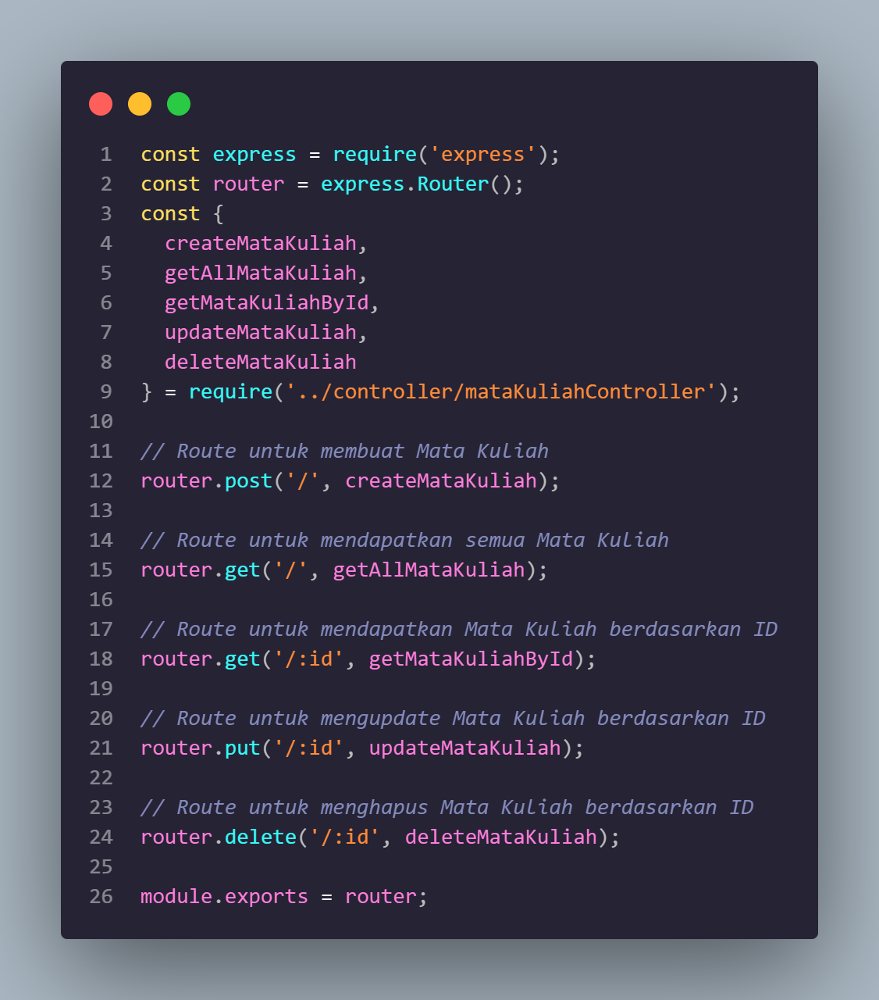 1 const express = require('express');
2 const router = express.Router();
3 const {
4   createMataKuliah,
5   getAllMataKuliah,
6   getMataKuliahById,
7   updateMataKuliah,
8   deleteMataKuliah
9 } = require('../controller/mataKuliahController');
10
11 // Route untuk membuat Mata Kuliah
12 router.post('/', createMataKuliah);
13
14 // Route untuk mendapatkan semua Mata Kuliah
15 router.get('/', getAllMataKuliah);
16
17 // Route untuk mendapatkan Mata Kuliah berdasarkan ID
18 router.get('/:id', getMataKuliahById);
19
20 // Route untuk mengupdate Mata Kuliah berdasarkan ID
21 router.put('/:id', updateMataKuliah);
22
23 // Route untuk menghapus Mata Kuliah berdasarkan ID
24 router.delete('/:id', deleteMataKuliah);
25
26 module.exports = router;